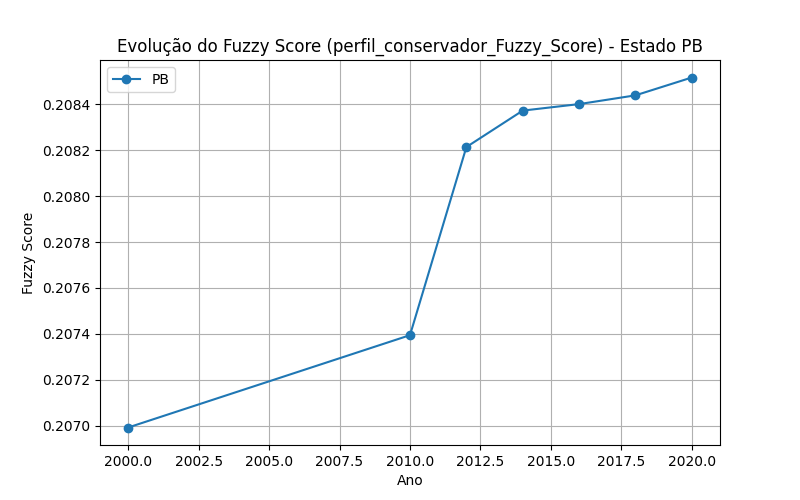 Evolução do Fuzzy Score (perfil_conservador_Fuzzy_Score) - Estado PB
PB
Fuzzy Score
0.2084
0.2082
0.2080
0.2078
0.2076
0.2074
0.2072
0.2070
2000.0 2002.5 2005.0 2007.5 2010.0 2012.5 2015.0 2017.5 2020.0
Ano